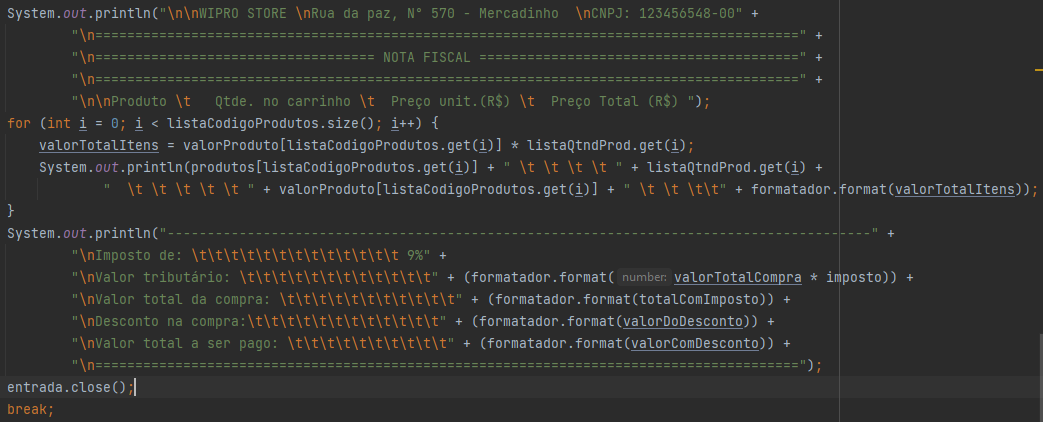 System.out.println("\n\nWIPRO STORE \nRua da paz, N° 570 - Mercadinho  \nCNPJ: 123456548-00" +
"\n========================================================================================" +
"\n=================================== NOTA FISCAL ========================================" +
"\n========================================================================================" +
"\n\nProduto \t   Qtde. no carrinho \t  Preço unit.(R$) \t  Preço Total (R$) ");
for (int i = 0; i < listaCodigoProdutos.size(); i++) {
valorTotalItens = valorProduto[listaCodigoProdutos.get(i)] * listaQtndProd.get(i);
System.out.println(produtos[listaCodigoProdutos.get(i)] + " \t \t \t \t " + listaQtndProd.get(i) +
"  \t \t \t \t \t " + valorProduto[listaCodigoProdutos.get(i)] + " \t \t \t\t" + formatador.format(valorTotalItens));
}
System.out.println("----------------------------------------------------------------------------------------" +
"\nImposto de: \t\t\t\t\t\t\t\t\t\t\t\t\t 9%" +
"\nValor tributário: \t\t\t\t\t\t\t\t\t\t\t\t" + (formatador.format( number: valorTotalCompra * imposto)) +
"\nValor total da compra: \t\t\t\t\t\t\t\t\t\t\t" + (formatador.format(totalComImposto)) +
"\nDesconto na compra:\t\t\t\t\t\t\t\t\t\t\t\t" + (formatador.format(valorDoDesconto)) +
"\nValor total a ser pago: \t\t\t\t\t\t\t\t\t\t" + (formatador.format(valorComDesconto)) +
"\n========================================================================================");
entrada.close();
break;